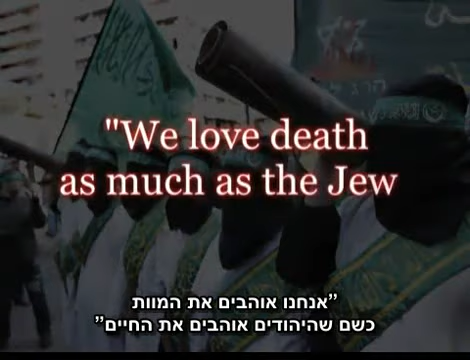 "We love death
as much as the Jew
"אנחנו אוהבים את המוות
כשם שהיהודים אוהבים את החיים"